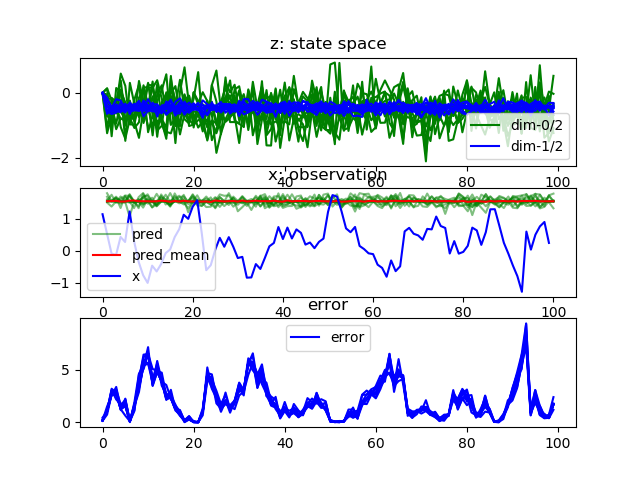 z: state space
0
−2
dim-0/2
dim-1/2
0 20 40 60 80 100
x: observation
1
0
−1
pred
pred_mean
x
0 20 40 60 80 100
error
5
0
error
0 20 40 60 80 100